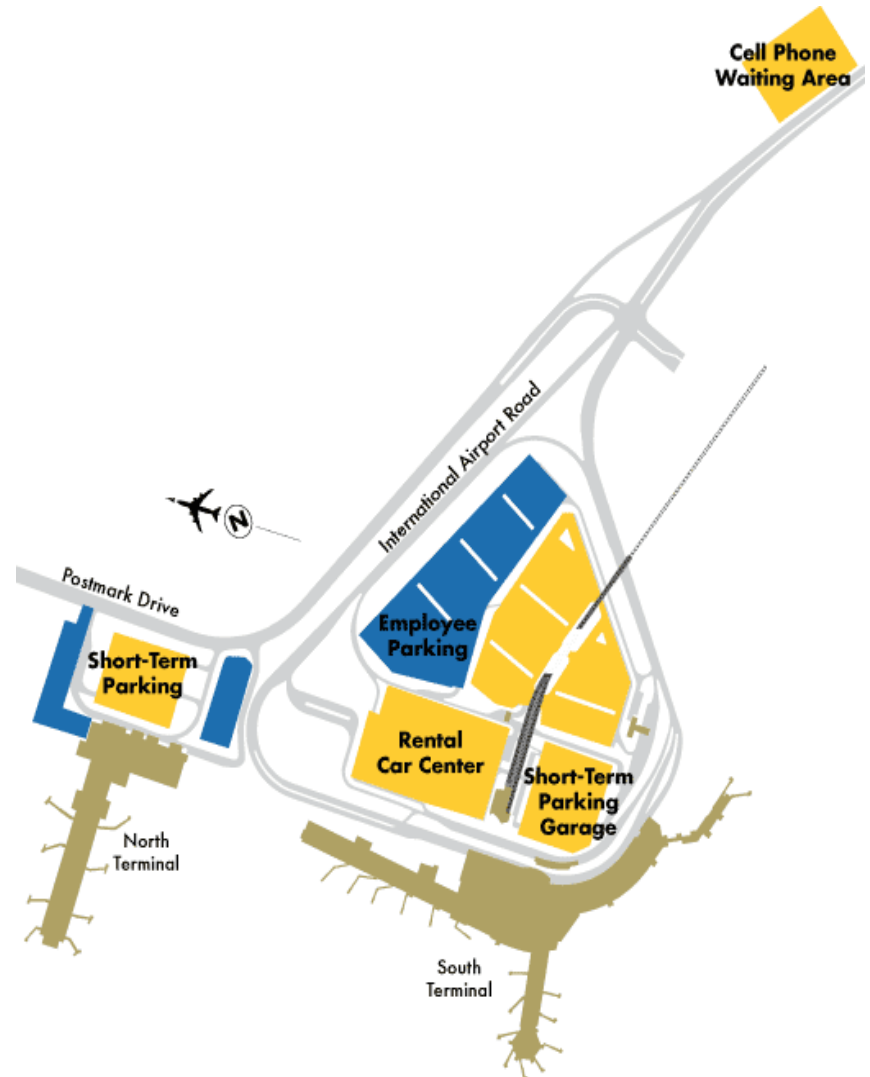 Cell Phone
Waiting Area
International Airport Road
N
Postmark Drive
Employee
Parking
Short-Term
Parking
Rental
Car Center
Short-Term
Parking
Garage
North
Terminal
South
Terminal